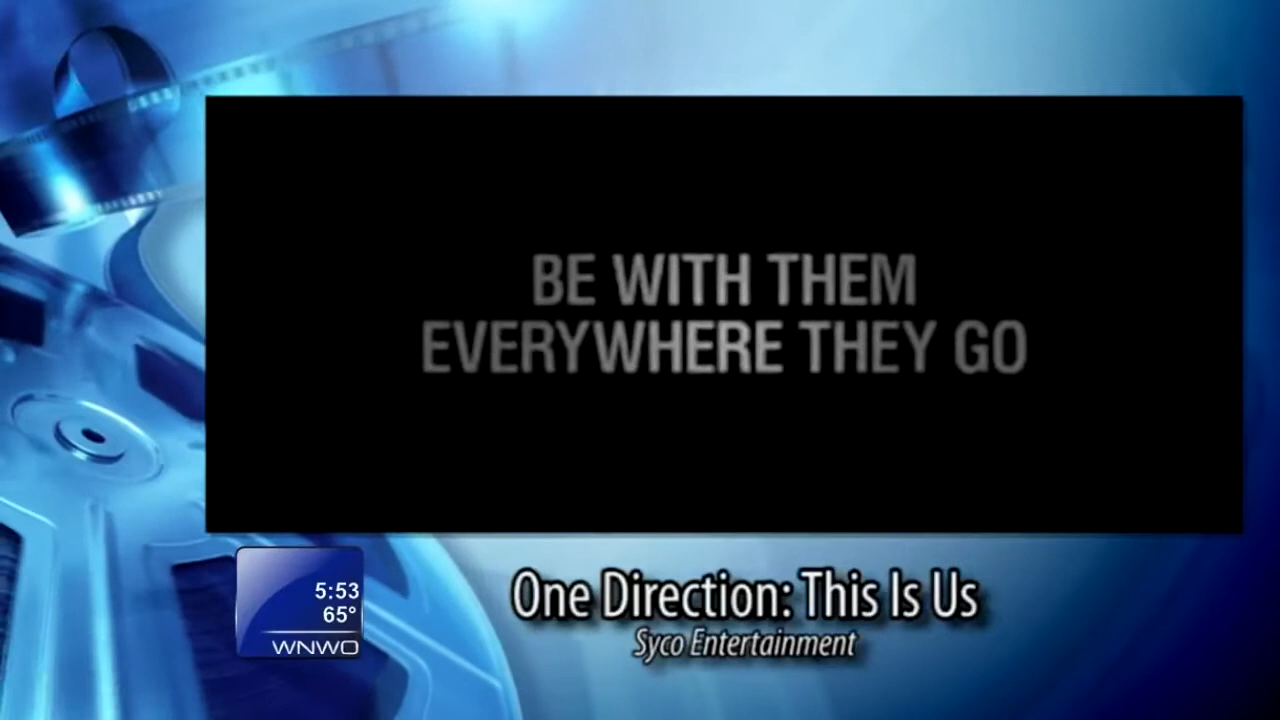 BE WITH THEM
EVERYWHERE THEY GO
5:53
65°
WNWO
One Direction: This Is Us
Syco Entertainment